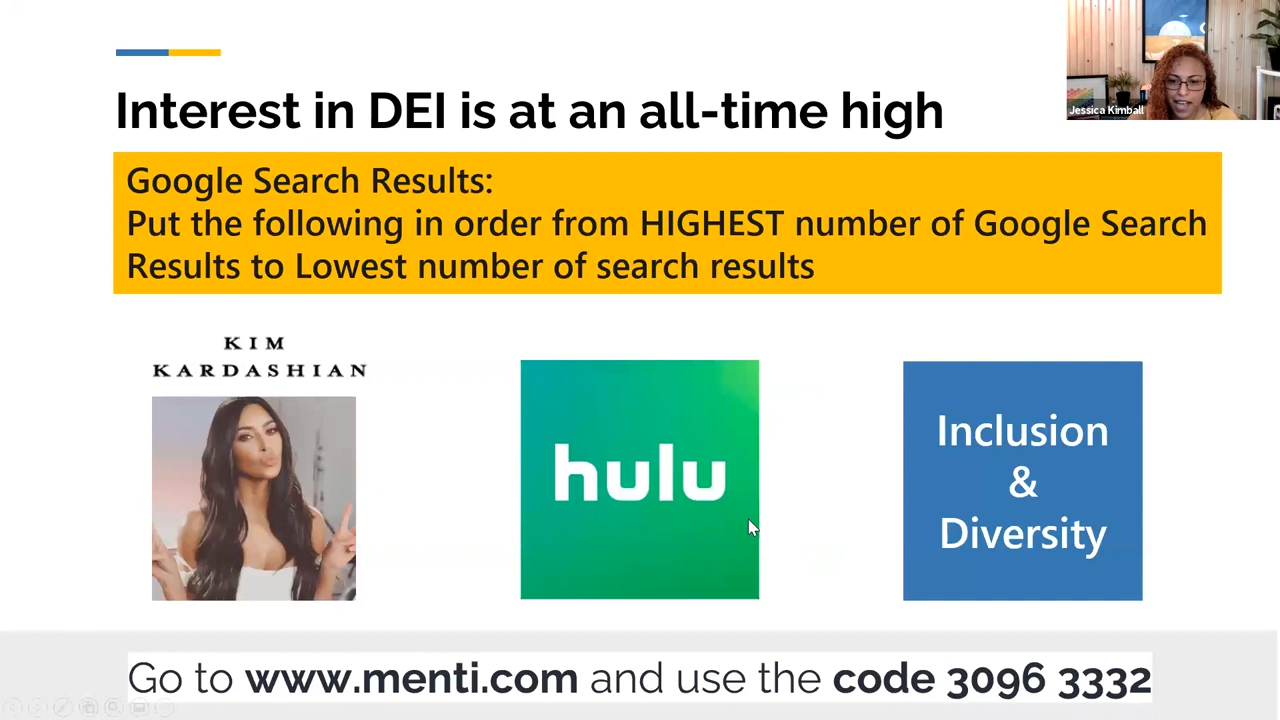 Interest in DEI is at an all-time high
Jessica Kimball
Google Search Results:
Put the following in order from HIGHEST number of Google Search
Results to Lowest number of search results
KIM
KARDASHIAN
hulu
Inclusion
&
Diversity
Go to www.menti.com and use the code 3096 3332